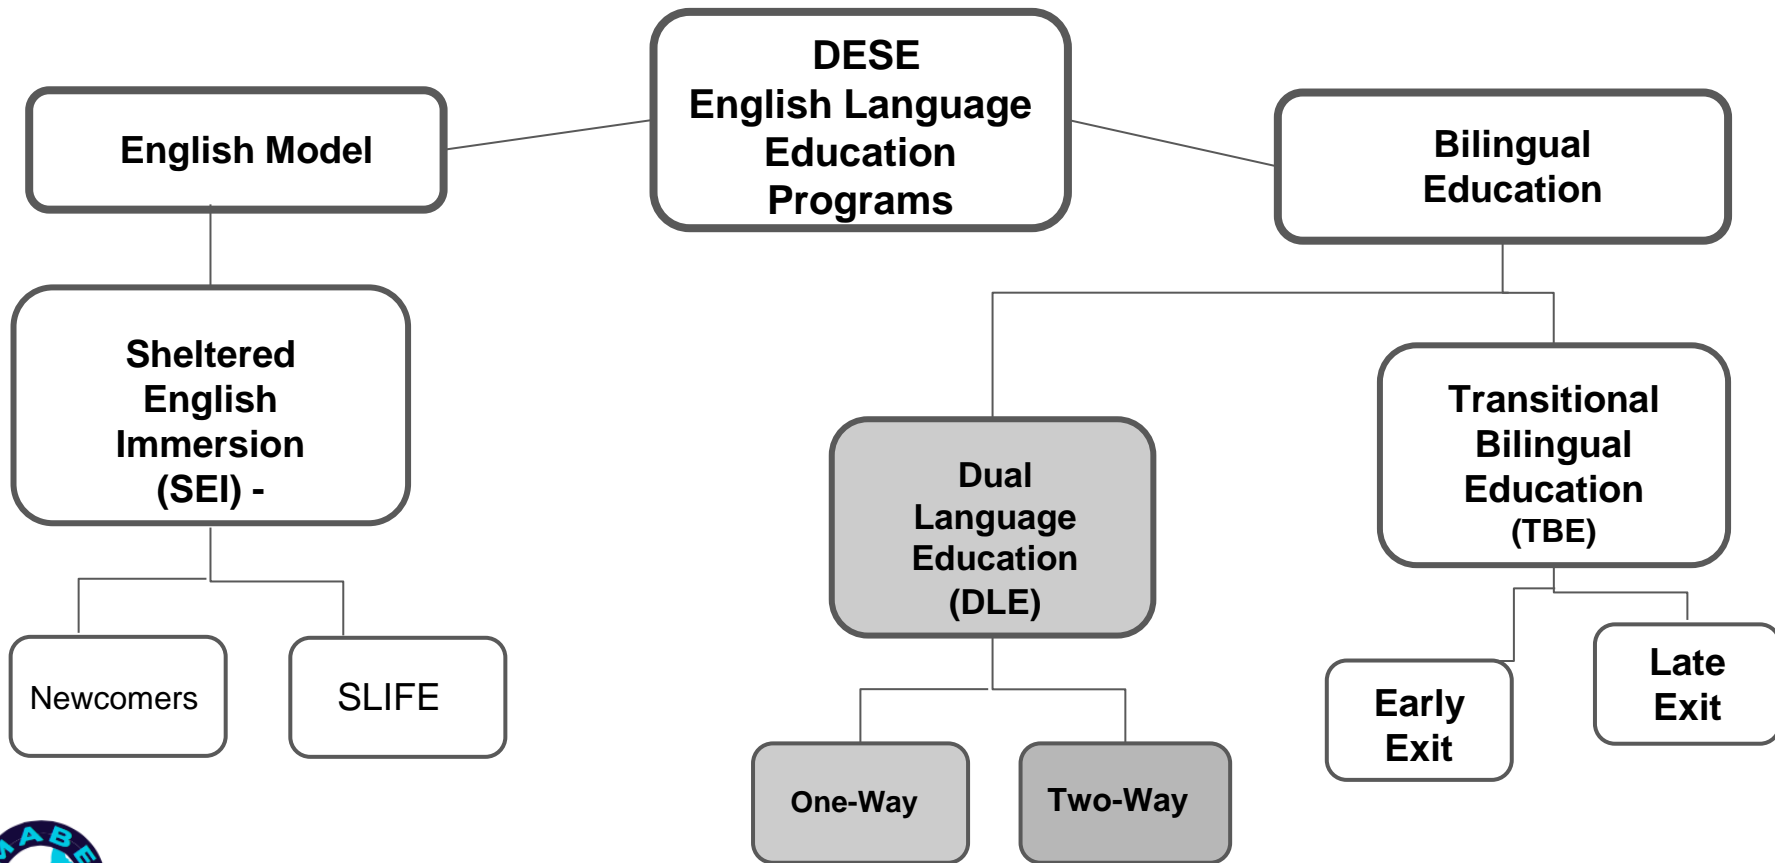 DESE
English Language
Education
Programs
English Model
Bilingual
Education
Sheltered
English
Immersion
(SEI) -
Dual
Language
Education
(DLE)
Transitional
Bilingual
Education
(TBE)
Newcomers
SLIFE
One-Way
Two-Way
Early
Exit
Late
Exit
MABE